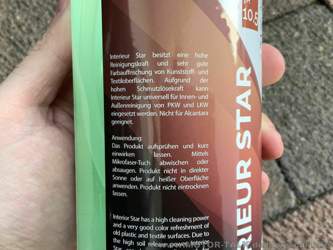 10,5
Interieur Star besitzt eine hohe
Reinigungskraft und sehr gute
Farbauffrischung von Kunststoff- und
Textiloberflächen. Aufgrund der
hohen Schmutzlösekraft kann
Interieur Star universell für Innen- und
Außenreinigung von PKW und LKW
eingesetzt werden. Nicht für Alcantara
geeignet.
Anwendung:
Das Produkt aufsprühen und kurz
einwirken lassen. Mittels
Mikrofaser-Tuch abwischen oder
absaugen. Produkt nicht in direkter
Sonne oder auf heißer Oberfläche
anwenden. Produkt nicht eintrocknen
lassen.
Interieur Star has a high cleaning power
and a very good color refreshment of
old plastic and textile surfaces. Due to
the high soil release power Interior
RIEUR STAR